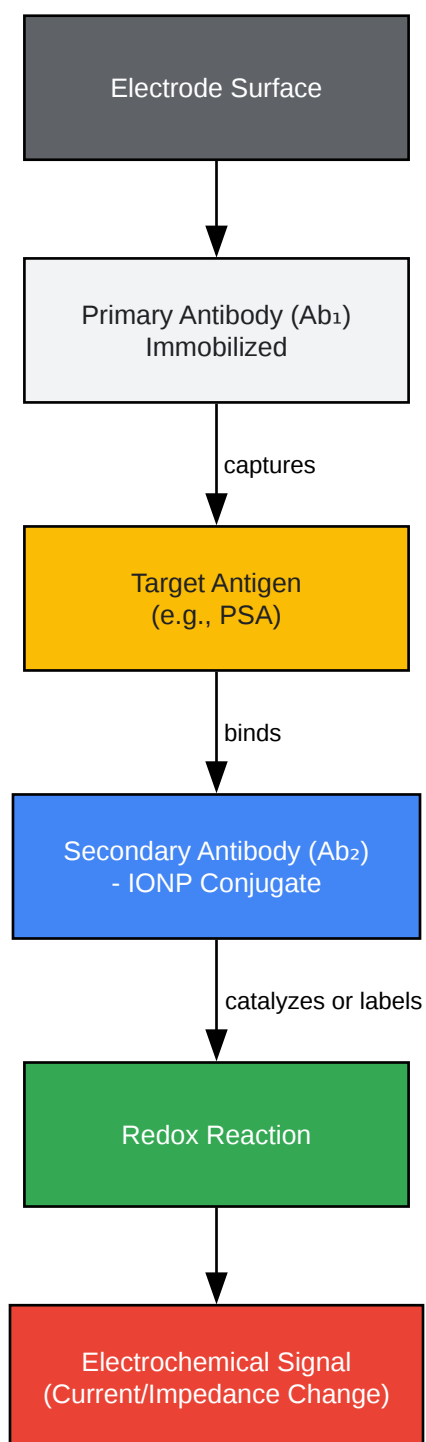 Electrode Surface
Primary Antibody (Ab₁)
Immobilized
captures
Target Antigen
(e.g., PSA)
binds
Secondary Antibody (Ab₂)
- IONP Conjugate
catalyzes or labels
Redox Reaction
Electrochemical Signal
(Current/Impedance Change)